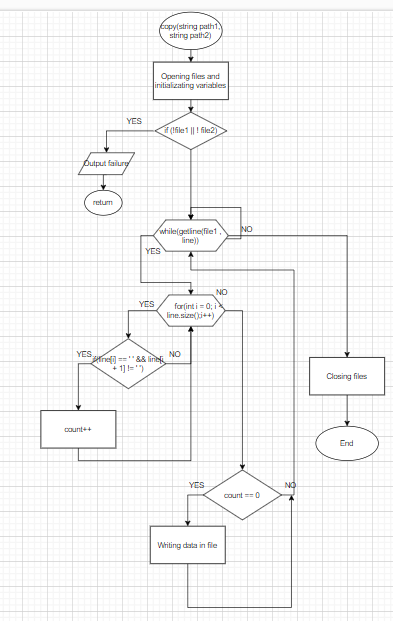 copy(string path1,
string path2)
Opening files and
initializating variables
YES
if (!file1 || ! file2)
Output failure
return
while(getline(file1 ,
line))
NO
YES
NO
YES
for(int i = 0; i <
line.size();i++)
YES
if(line[i] == ' ' && line[i
+ 1] != ' ')
NO
Closing files
count++
End
YES
count == 0
NO
Writing data in file